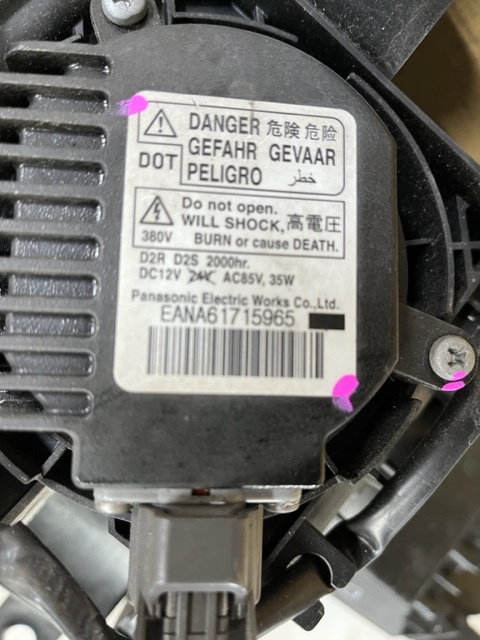 DANGER 危険 危险
GEFAHR GEVAAR
DOT
PELIGRO خطر
Do not open.
WILL SHOCK, 高電圧
380V BURN or cause DEATH.
D2R D2S 2000hr.
DC12V 24V AC85V, 35W
Panasonic Electric Works Co., Ltd.
EANA61715965